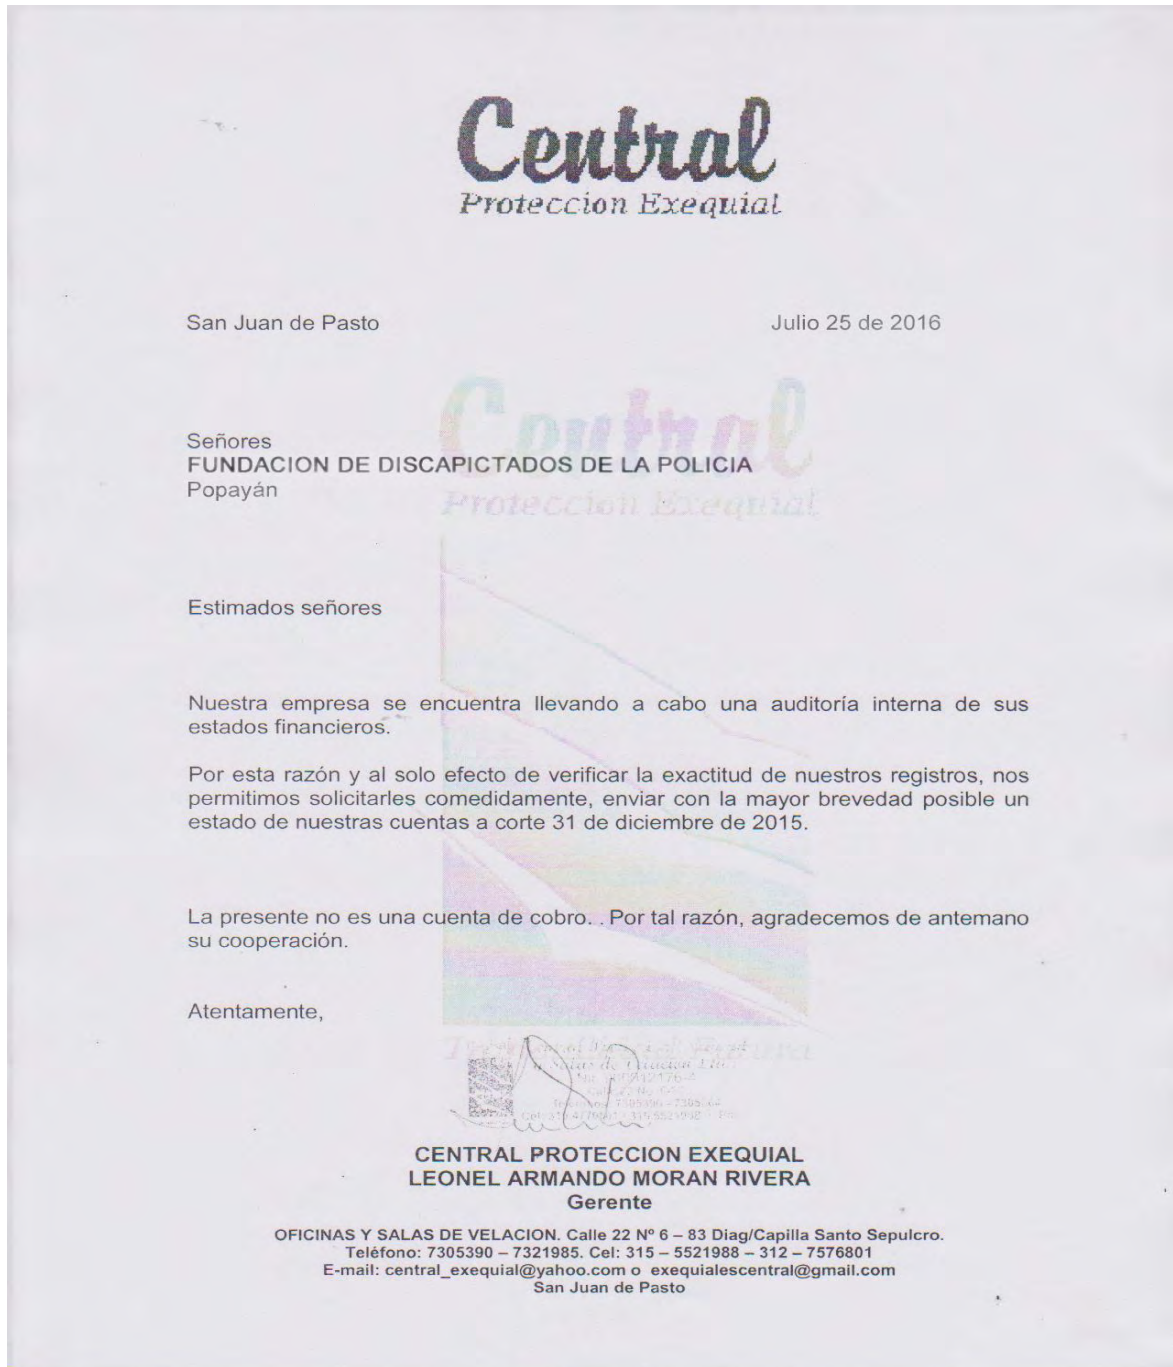 Central
Proteccion Exequial
San Juan de Pasto Julio 25 de 2016
Central
Señores
FUNDACION DE DISCAPICTADOS DE LA POLICIA
Popayán
Proteccion Exequial
Estimados señores
Nuestra empresa se encuentra llevando a cabo una auditoría interna de sus
estados financieros.
Por esta razón y al solo efecto de verificar la exactitud de nuestros registros, nos
permitimos solicitarles comedidamente, enviar con la mayor brevedad posible un
estado de nuestras cuentas a corte 31 de diciembre de 2015.
La presente no es una cuenta de cobro. . Por tal razón, agradecemos de antemano
su cooperación.
Atentamente,
CENTRAL PROTECCION EXEQUIAL
LEONEL ARMANDO MORAN RIVERA
Gerente
OFICINAS Y SALAS DE VELACION. Calle 22 Nº 6 – 83 Diag/Capilla Santo Sepulcro.
Teléfono: 7305390 – 7321985. Cel: 315 – 5521988 – 312 – 7576801
E-mail: central_exequial@yahoo.com o exequialescentral@gmail.com
San Juan de Pasto